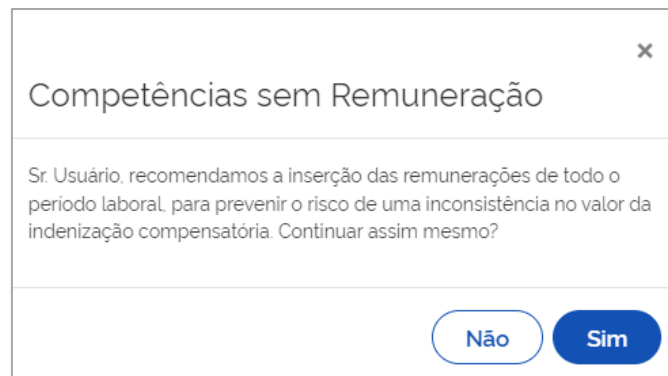 ×
Competências sem Remuneração
Sr. Usuário, recomendamos a inserção das remunerações de todo o
período laboral, para prevenir o risco de uma inconsistência no valor da
indenização compensatória. Continuar assim mesmo?
Não
Sim